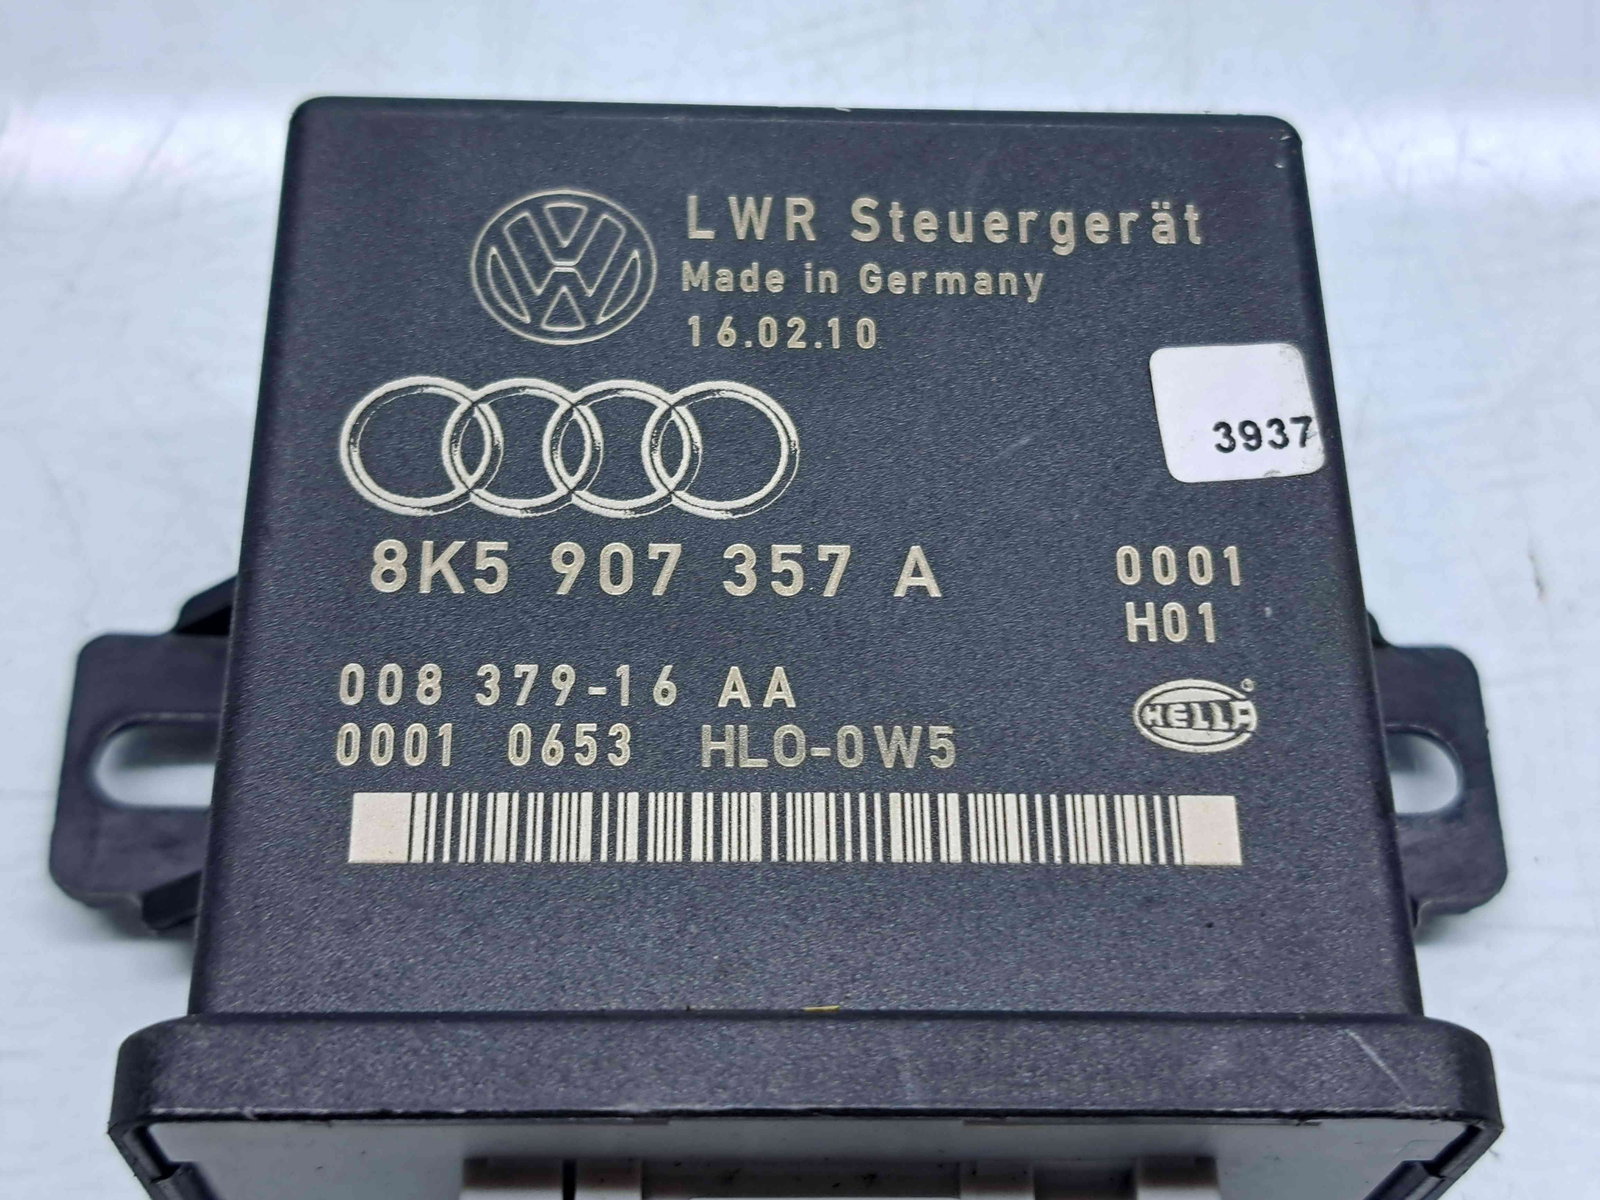 LWR Steuergerät
Made in Germany
16.02.10
3937
8K5 907 357 A
0001
H01
008 379-16 AA
0001 0653 HLO-0W5
HELLA